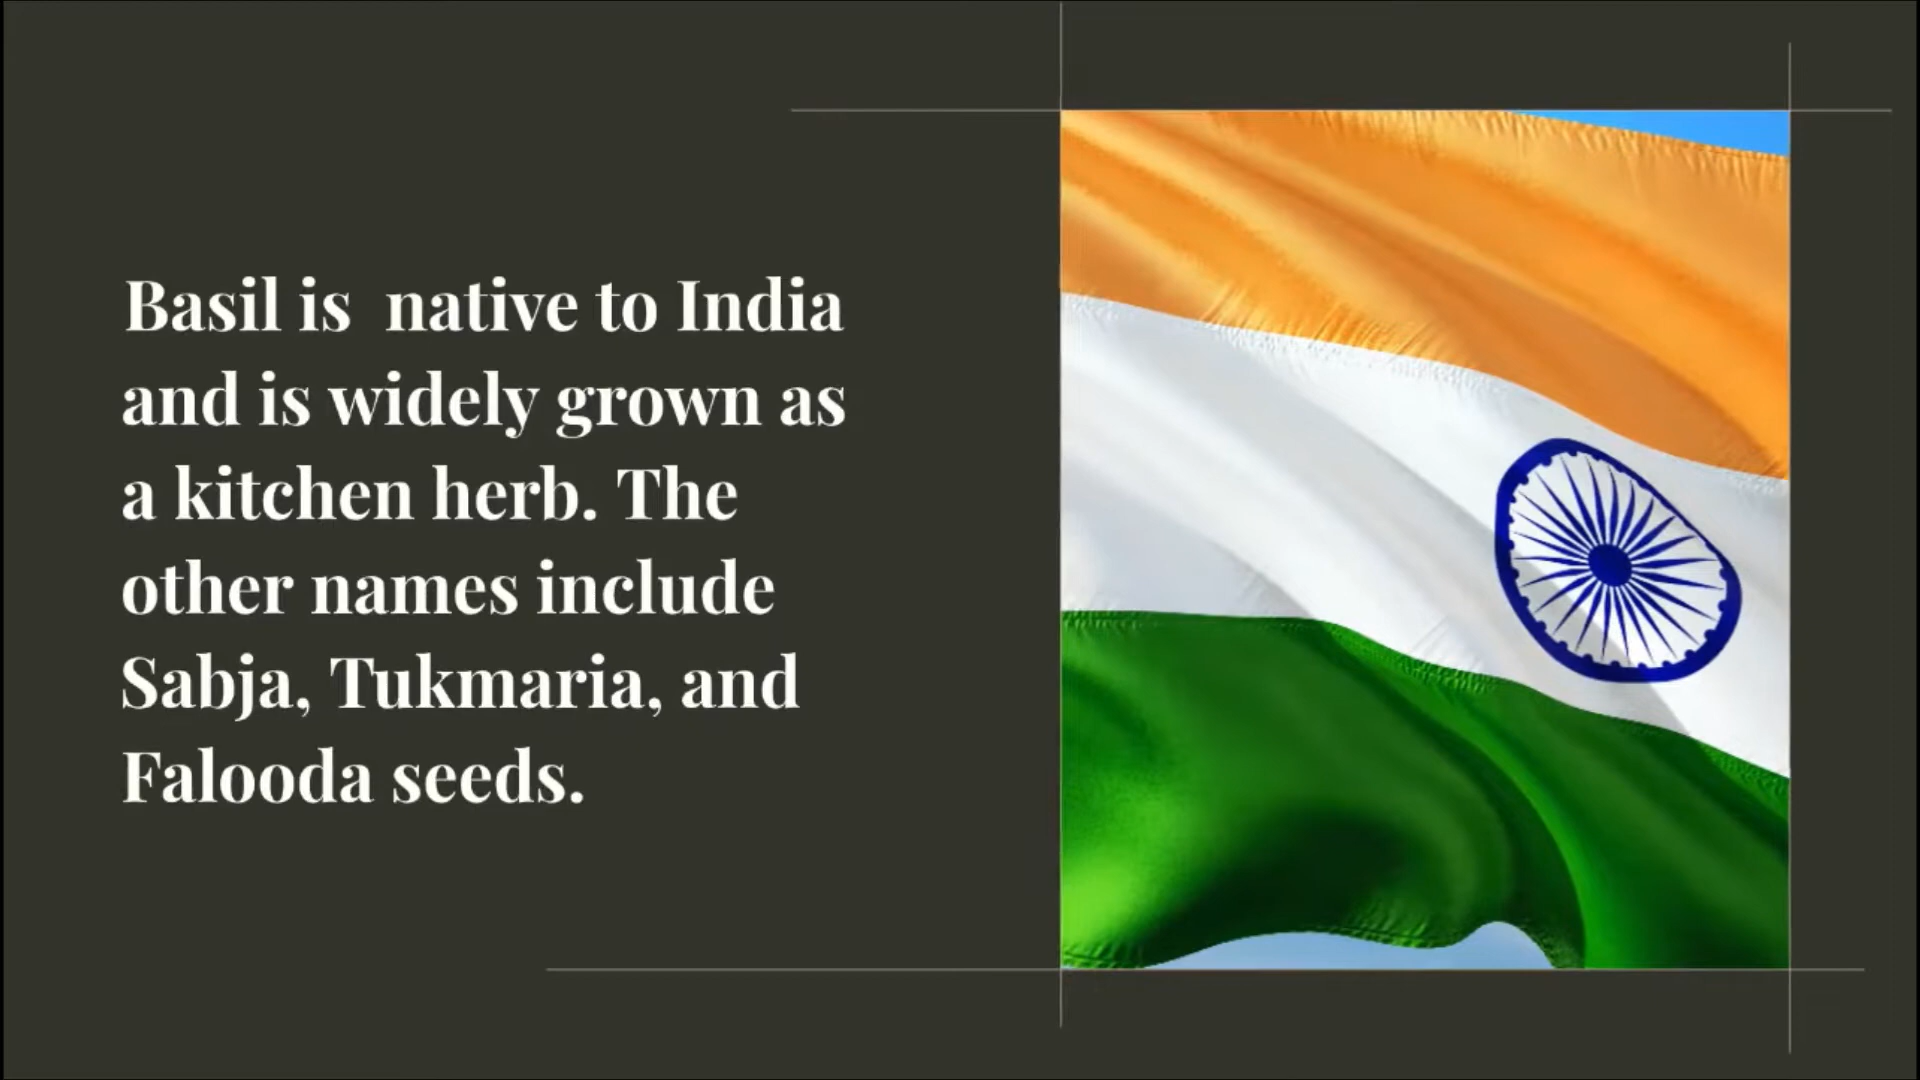 Basil is  native to India
and is widely grown as
a kitchen herb. The
other names include
Sabja, Tukmaria, and
Falooda seeds.